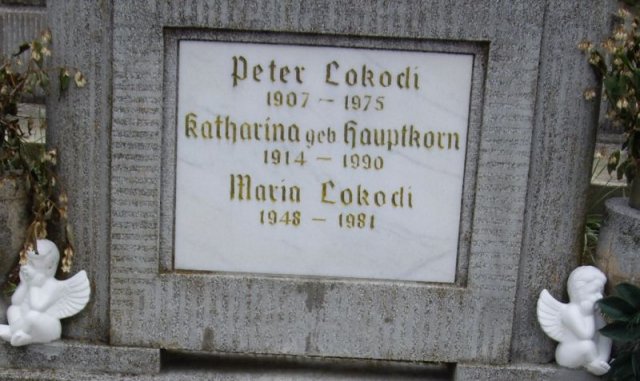 Peter Lokodi
1907 – 1975
Katharina geb Hauptkorn
1914 – 1990
Maria Lokodi
1948 – 1981